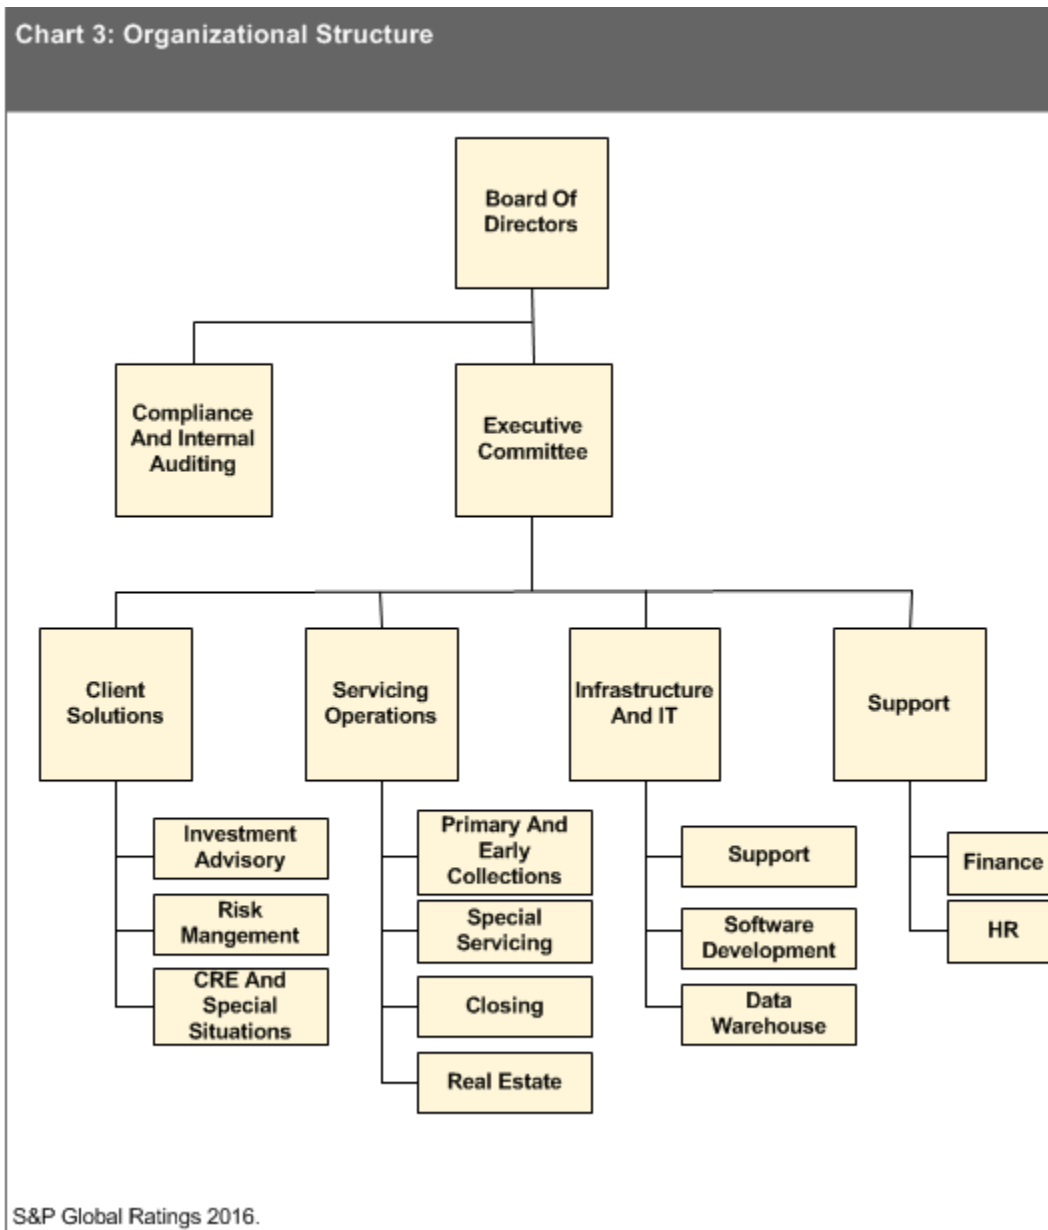 Chart 3: Organizational Structure
Board Of
Directors
Compliance
And Internal
Auditing
Executive
Committee
Client
Solutions
Servicing
Operations
Infrastructure
And IT
Support
Investment
Advisory
Risk
Mangement
CRE And
Special
Situations
Primary And
Early
Collections
Special
Servicing
Closing
Real Estate
Support
Software
Development
Data
Warehouse
Finance
HR
S&P Global Ratings 2016.